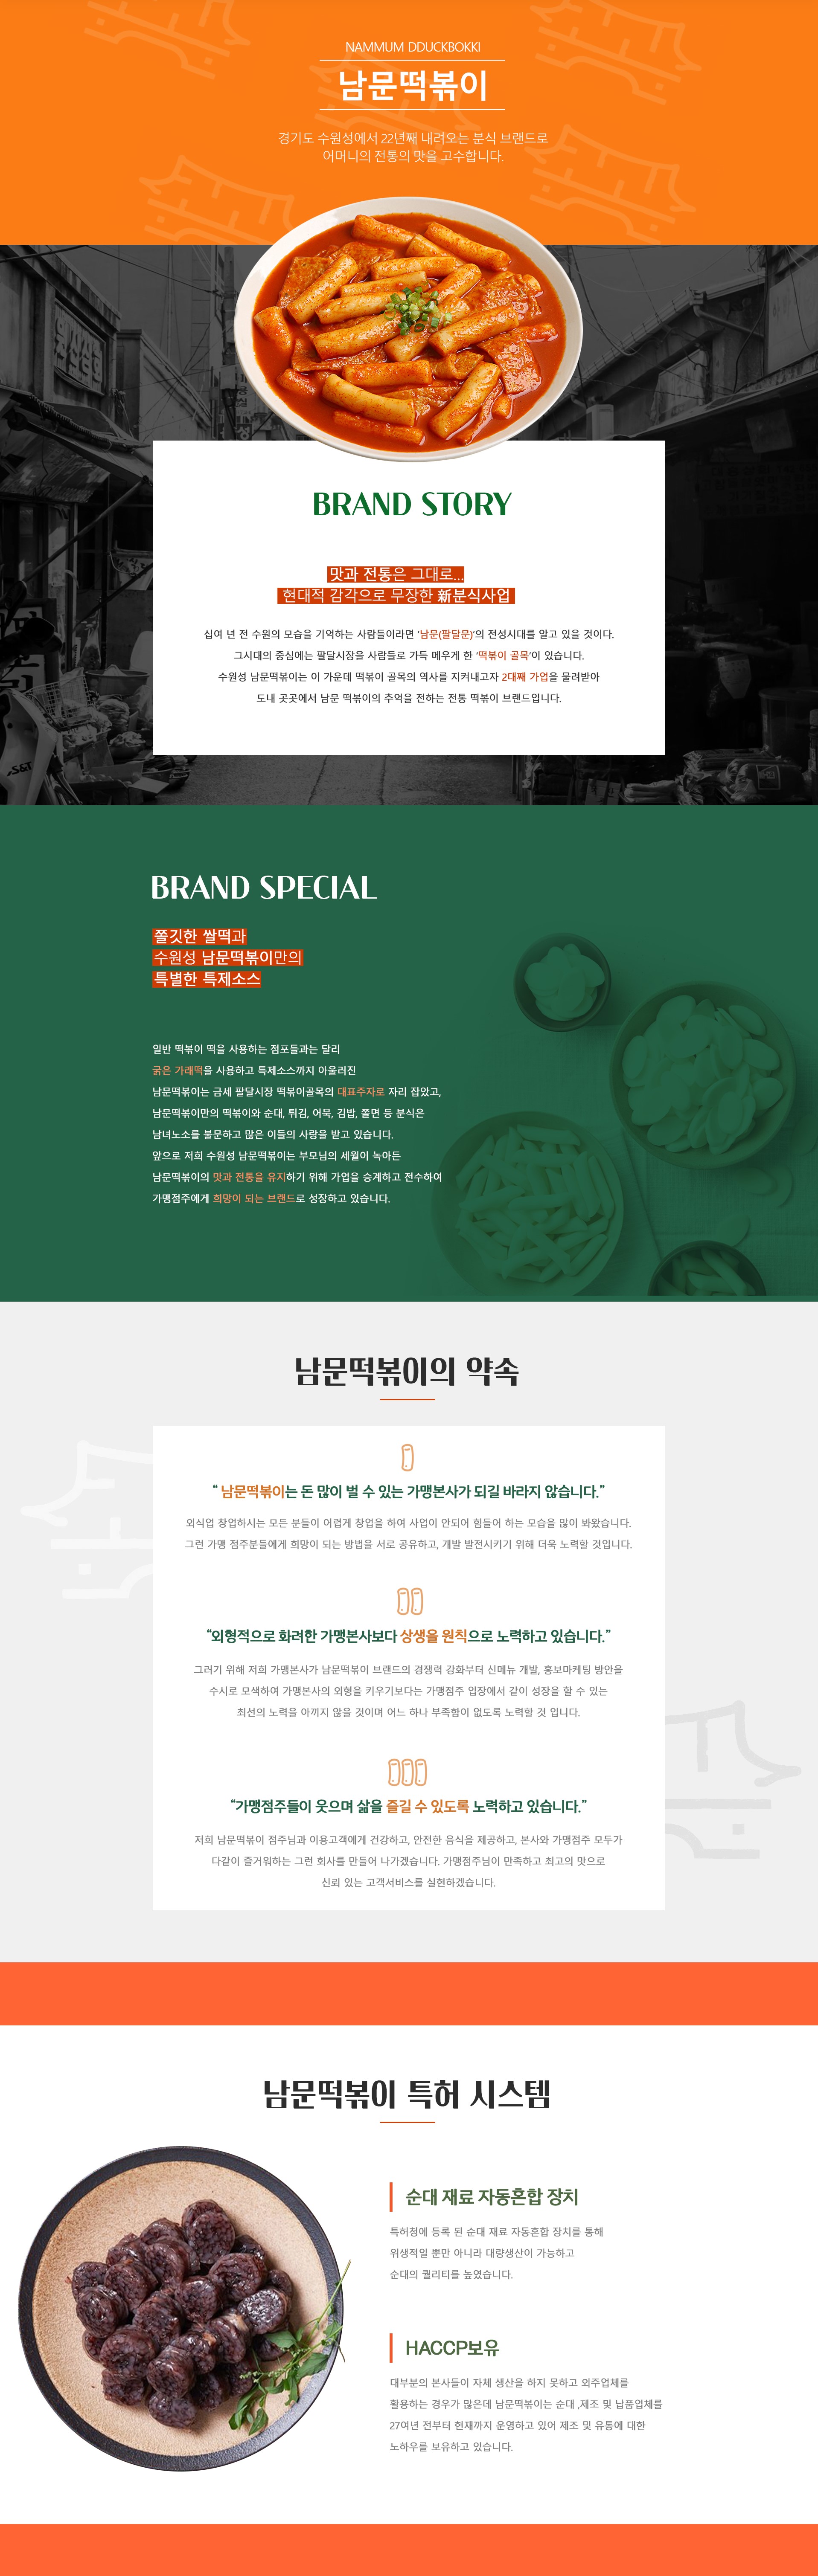 NAMMUM DDUCKBOKKI
남문떡볶이
경기도 수원성에서 22년째 내려오는 분식 브랜드로
어머니의 전통의 맛을 고수합니다.
BRAND STORY
맛과 전통은 그대로...
현대적 감각으로 무장한 新분식사업
십여 년 전 수원의 모습을 기억하는 사람들이라면 '남문(팔달문)'의 전성시대를 알고 있을 것이다.
그시대의 중심에는 팔달시장을 사람들로 가득 메우게 한 '떡볶이 골목'이 있습니다.
수원성 남문떡볶이는 이 가운데 떡볶이 골목의 역사를 지켜내고자 2대째 가업을 물려받아
도내 곳곳에서 남문 떡볶이의 추억을 전하는 전통 떡볶이 브랜드입니다.
S&T
BRAND SPECIAL
쫄깃한 쌀떡과
수원성 남문떡볶이만의
특별한 특제소스
일반 떡볶이 떡을 사용하는 점포들과는 달리
굵은 가래떡을 사용하고 특제소스까지 아울러진
남문떡볶이는 금세 팔달시장 떡볶이골목의 대표주자로 자리 잡았고,
남문떡볶이만의 떡볶이와 순대, 튀김, 어묵, 김밥, 쫄면 등 분식은
남녀노소를 불문하고 많은 이들의 사랑을 받고 있습니다.
앞으로 저희 수원성 남문떡볶이는 부모님의 세월이 녹아든
남문떡볶이의 맛과 전통을 유지하기 위해 가업을 승계하고 전수하여
가맹점주에게 희망이 되는 브랜드로 성장하고 있습니다.
남문떡볶이의 약속
“ 남문떡볶이는 돈 많이 벌 수 있는 가맹본사가 되길 바라지 않습니다.”
외식업 창업하시는 모든 분들이 어렵게 창업을 하여 사업이 안되어 힘들어 하는 모습을 많이 봐왔습니다.
그런 가맹 점주분들에게 희망이 되는 방법을 서로 공유하고, 개발 발전시키기 위해 더욱 노력할 것입니다.
“외형적으로 화려한 가맹본사보다 상생을 원칙으로 노력하고 있습니다.”
그러기 위해 저희 가맹본사가 남문떡볶이 브랜드의 경쟁력 강화부터 신메뉴 개발, 홍보마케팅 방안을
수시로 모색하여 가맹본사의 외형을 키우기보다는 가맹점주 입장에서 같이 성장을 할 수 있는
최선의 노력을 아끼지 않을 것이며 어느 하나 부족함이 없도록 노력할 것 입니다.
“가맹점주들이 웃으며 삶을 즐길 수 있도록 노력하고 있습니다.”
저희 남문떡볶이 점주님과 이용고객에게 건강하고, 안전한 음식을 제공하고, 본사와 가맹점주 모두가
다같이 즐거워하는 그런 회사를 만들어 나가겠습니다. 가맹점주님이 만족하고 최고의 맛으로
신뢰 있는 고객서비스를 실현하겠습니다.
남문떡볶이 특허 시스템
순대 재료 자동혼합 장치
특허청에 등록 된 순대 재료 자동혼합 장치를 통해
위생적일 뿐만 아니라 대량생산이 가능하고
순대의 퀄리티를 높였습니다.
HACCP보유
대부분의 본사들이 자체 생산을 하지 못하고 외주업체를
활용하는 경우가 많은데 남문떡볶이는 순대 ,제조 및 납품업체를
27여년 전부터 현재까지 운영하고 있어 제조 및 유통에 대한
노하우를 보유하고 있습니다.